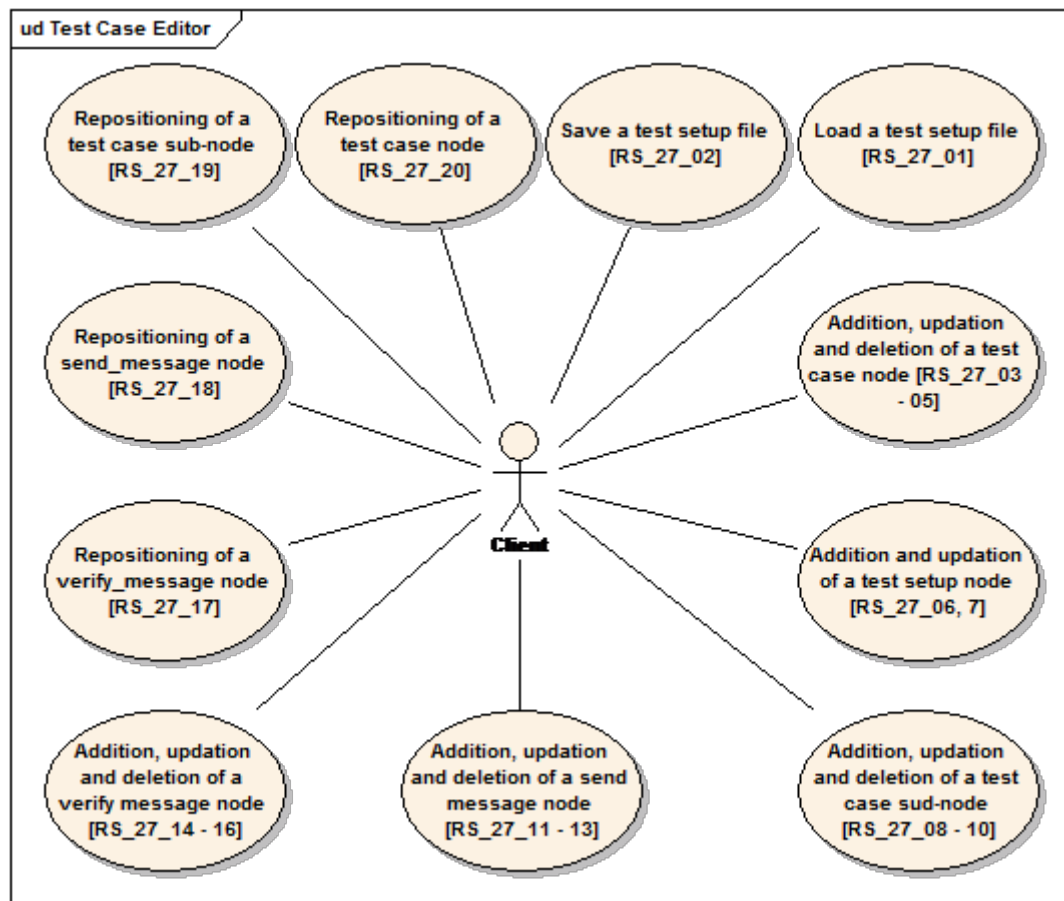 ud Test Case Editor
Repositioning of a
test case sub-node
[RS_27_19]
Repositioning of a
test case node
[RS_27_20]
Save a test setup file
[RS_27_02]
Load a test setup file
[RS_27_01]
Repositioning of a
send_message node
[RS_27_18]
Addition, updation
and deletion of a test
case node [RS_27_03
- 05]
Client
Repositioning of a
verify_message node
[RS_27_17]
Addition and updation
of a test setup node
[RS_27_06, 7]
Addition, updation
and deletion of a
verify message node
[RS_27_14 - 16]
Addition, updation
and deletion of a send
message node
[RS_27_11 - 13]
Addition, updation
and deletion of a test
case sud-node
[RS_27_08 - 10]